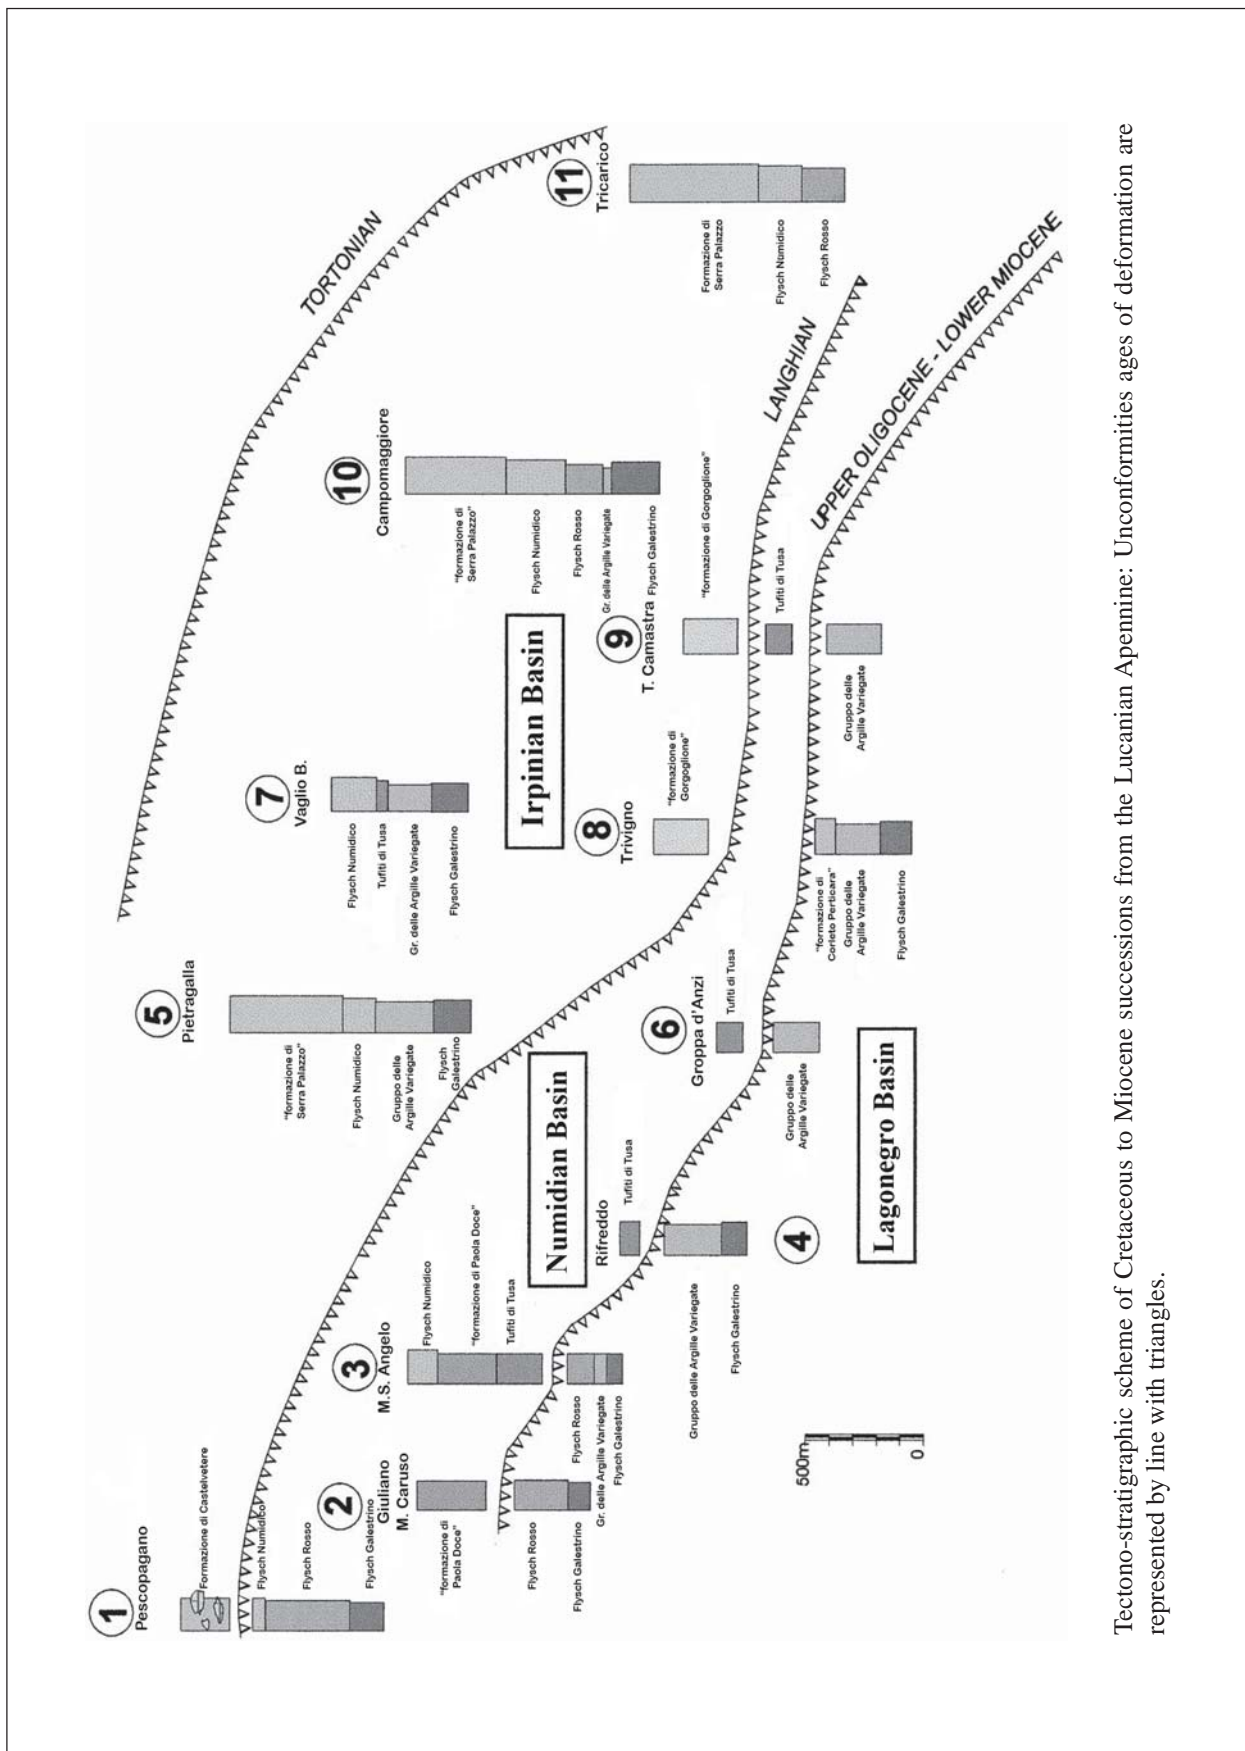 TORTONIAN
LANGHIAN
UPPER OLIGOCENE - LOWER MIOCENE
1
Pescopagano
Formazione di Castelvetere
Flysch Numidico
Flysch Rosso
Flysch Galestrino
2
Giuliano
M. Caruso
"formazione di
Paola Doce"
Flysch Rosso
Flysch Galestrino
3
M.S. Angelo
Flysch Numidico
"formazione di Paola Doce"
Tufiti di Tusa
Flysch Rosso
Gr. delle Argille Variegate
Flysch Galestrino
4
Rifreddo
Tufiti di Tusa
Gruppo delle Argille Variegate
Flysch Galestrino
5
Pietragalla
"formazione di
Serra Palazzo"
Flysch Numidico
Gruppo delle
Argille Variegate
Flysch
Galestrino
6
Groppa d'Anzi
Tufiti di Tusa
Gruppo delle
Argille Variegate
7
Vaglio B.
Flysch Numidico
Tufiti di Tusa
Gr. delle Argille Variegate
Flysch Galestrino
8
Trivigno
"formazione di
Gorgoglione"
"formazione di
Corleto Perticara"
Gruppo delle
Argille Variegate
Flysch Galestrino
9
T. Camastra
"formazione di Gorgoglione"
Tufiti di Tusa
Gruppo delle
Argille Variegate
10
Campomaggiore
"formazione di
Serra Palazzo"
Flysch Numidico
Flysch Rosso
Gr. delle Argille Variegate
Flysch Galestrino
11
Tricarico
Formazione di
Serra Palazzo
Flysch Numidico
Flysch Rosso
Irpinian Basin
Numidian Basin
Lagonegro Basin
500m
0
Tectono-stratigraphic scheme of Cretaceous to Miocene successions from the Lucanian Apennine: Unconformities ages of deformation are
represented by line with triangles.